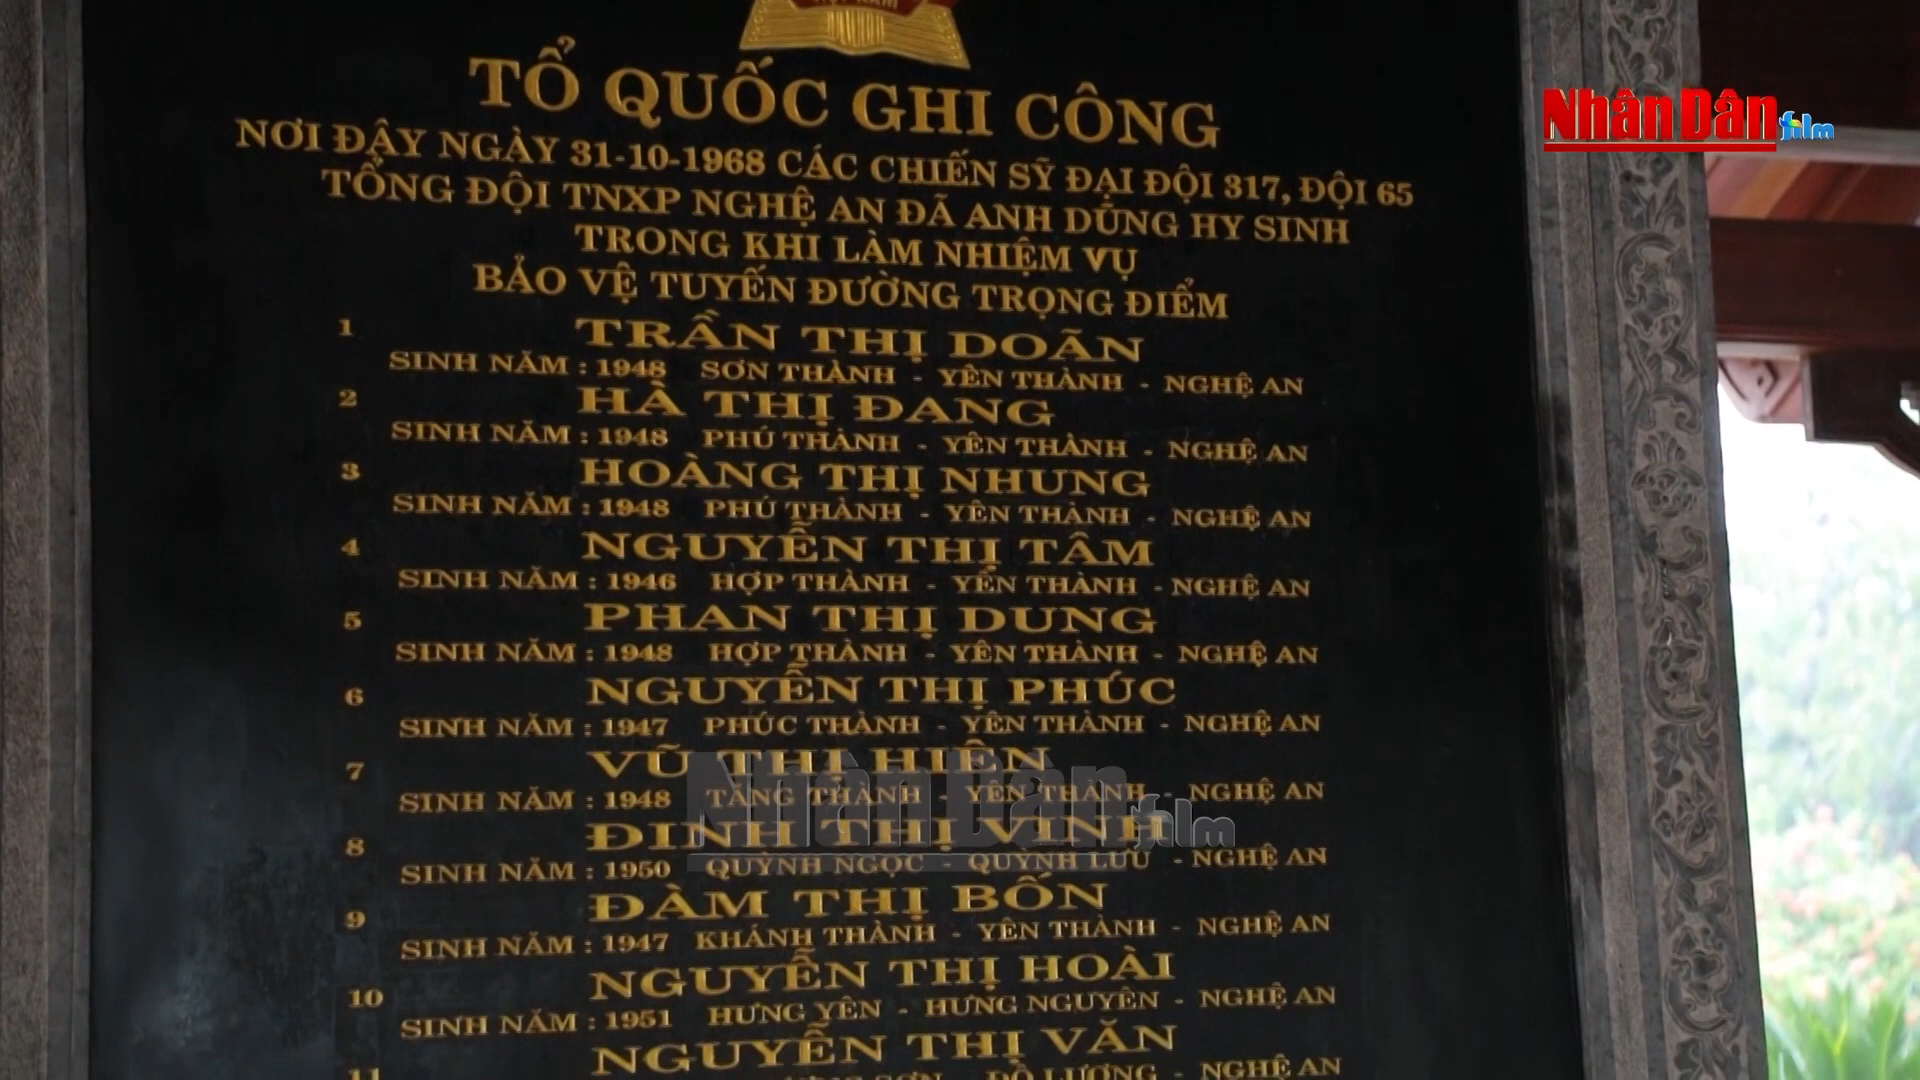 Nhân Dân film
TỔ QUỐC GHI CÔNG
NƠI ĐÂY NGÀY 31-10-1968 CÁC CHIẾN SỸ ĐẠI ĐỘI 317, ĐỘI 65
TỔNG ĐỘI TNXP NGHỆ AN ĐÃ ANH DŨNG HY SINH
TRONG KHI LÀM NHIỆM VỤ
BẢO VỆ TUYẾN ĐƯỜNG TRỌNG ĐIỂM
1 TRẦN THỊ DOÃN
SINH NĂM : 1948 SƠN THÀNH - YÊN THÀNH - NGHỆ AN
2 HÀ THỊ ĐANG
SINH NĂM : 1948 PHÚ THÀNH - YÊN THÀNH - NGHỆ AN
3 HOÀNG THỊ NHUNG
SINH NĂM : 1948 PHÚ THÀNH - YÊN THÀNH - NGHỆ AN
4 NGUYỄN THỊ TÂM
SINH NĂM : 1946 HỢP THÀNH - YÊN THÀNH - NGHỆ AN
5 PHAN THỊ DUNG
SINH NĂM : 1948 HỢP THÀNH - YÊN THÀNH - NGHỆ AN
6 NGUYỄN THỊ PHÚC
SINH NĂM : 1947 PHÚC THÀNH - YÊN THÀNH - NGHỆ AN
7 VŨ THỊ HIÊN
SINH NĂM : 1948 TĂNG THÀNH - YÊN THÀNH - NGHỆ AN
Nhân Dân film
8 ĐINH THỊ VINH
SINH NĂM : 1950 QUỲNH NGỌC - QUỲNH LƯU - NGHỆ AN
9 ĐÀM THỊ BỐN
SINH NĂM : 1947 KHÁNH THÀNH - YÊN THÀNH - NGHỆ AN
10 NGUYỄN THỊ HOÀI
SINH NĂM : 1951 HƯNG YÊN - HƯNG NGUYÊN - NGHỆ AN
11 NGUYỄN THỊ VĂN
SƠN - ĐÔ LƯƠNG - NGHỆ AN